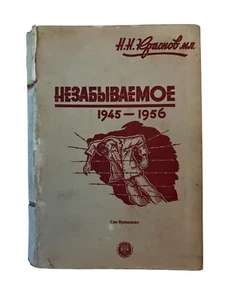 Н.Н. Краснов мл.
НЕЗАБЫВАЕМОЕ
1945 — 1956
Сан Франциско